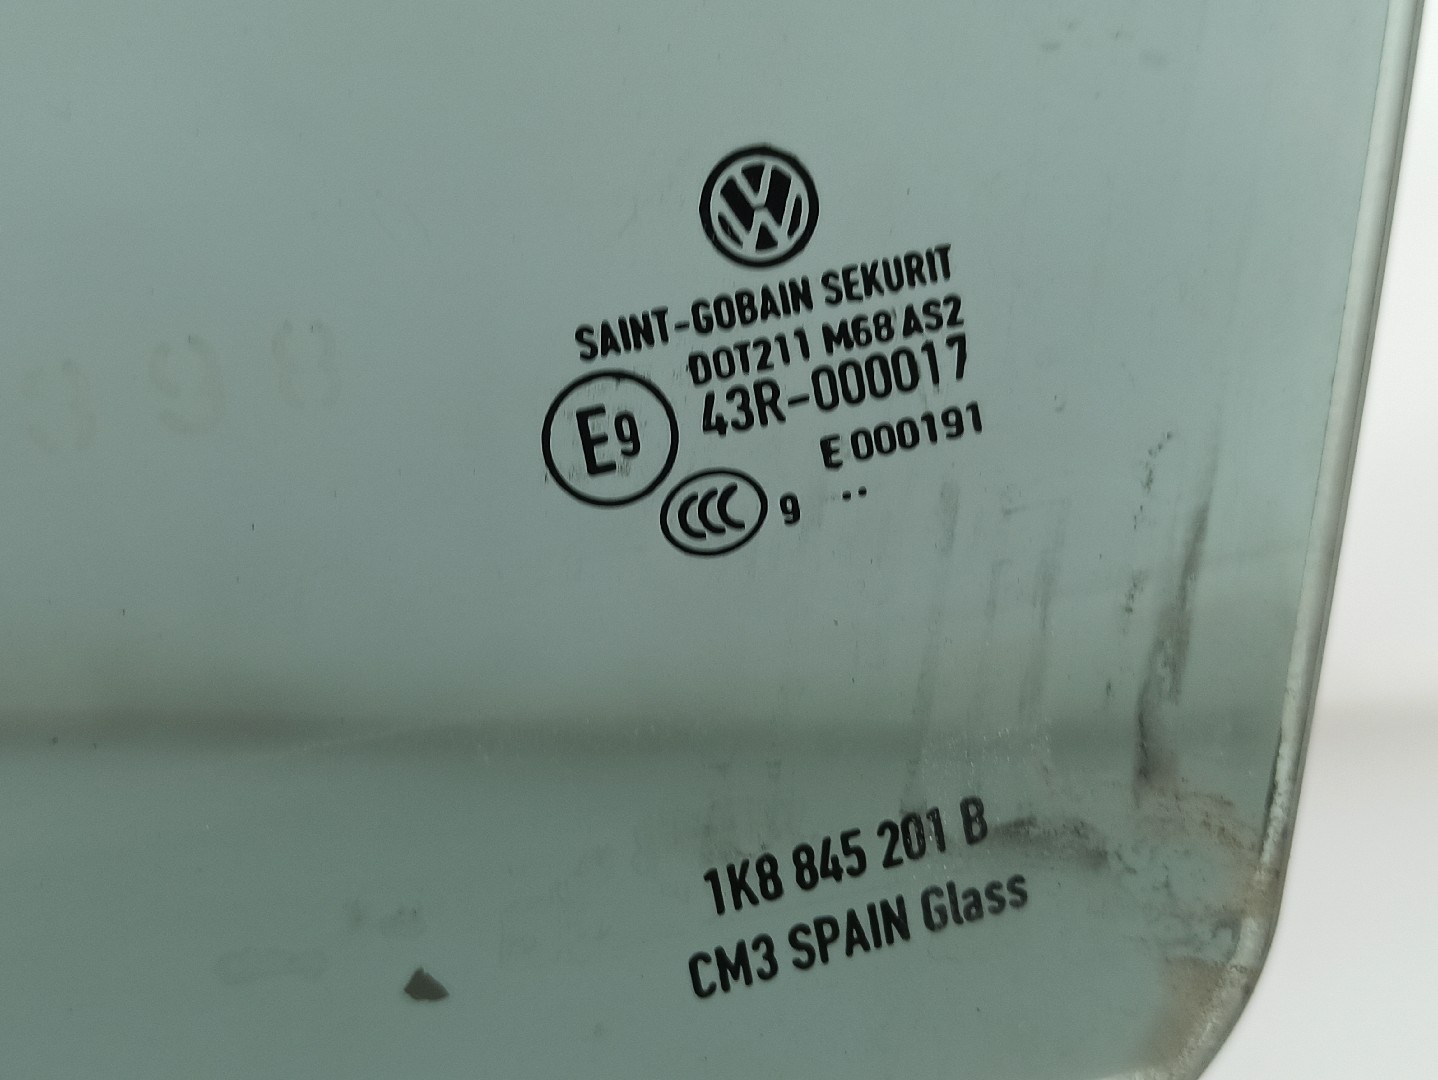 SAINT-GOBAIN SEKURIT
DOT211 M68 AS2
43R-000017
E9
E 000191
CCC 9 ..
1K8 845 201 B
CM3 SPAIN Glass